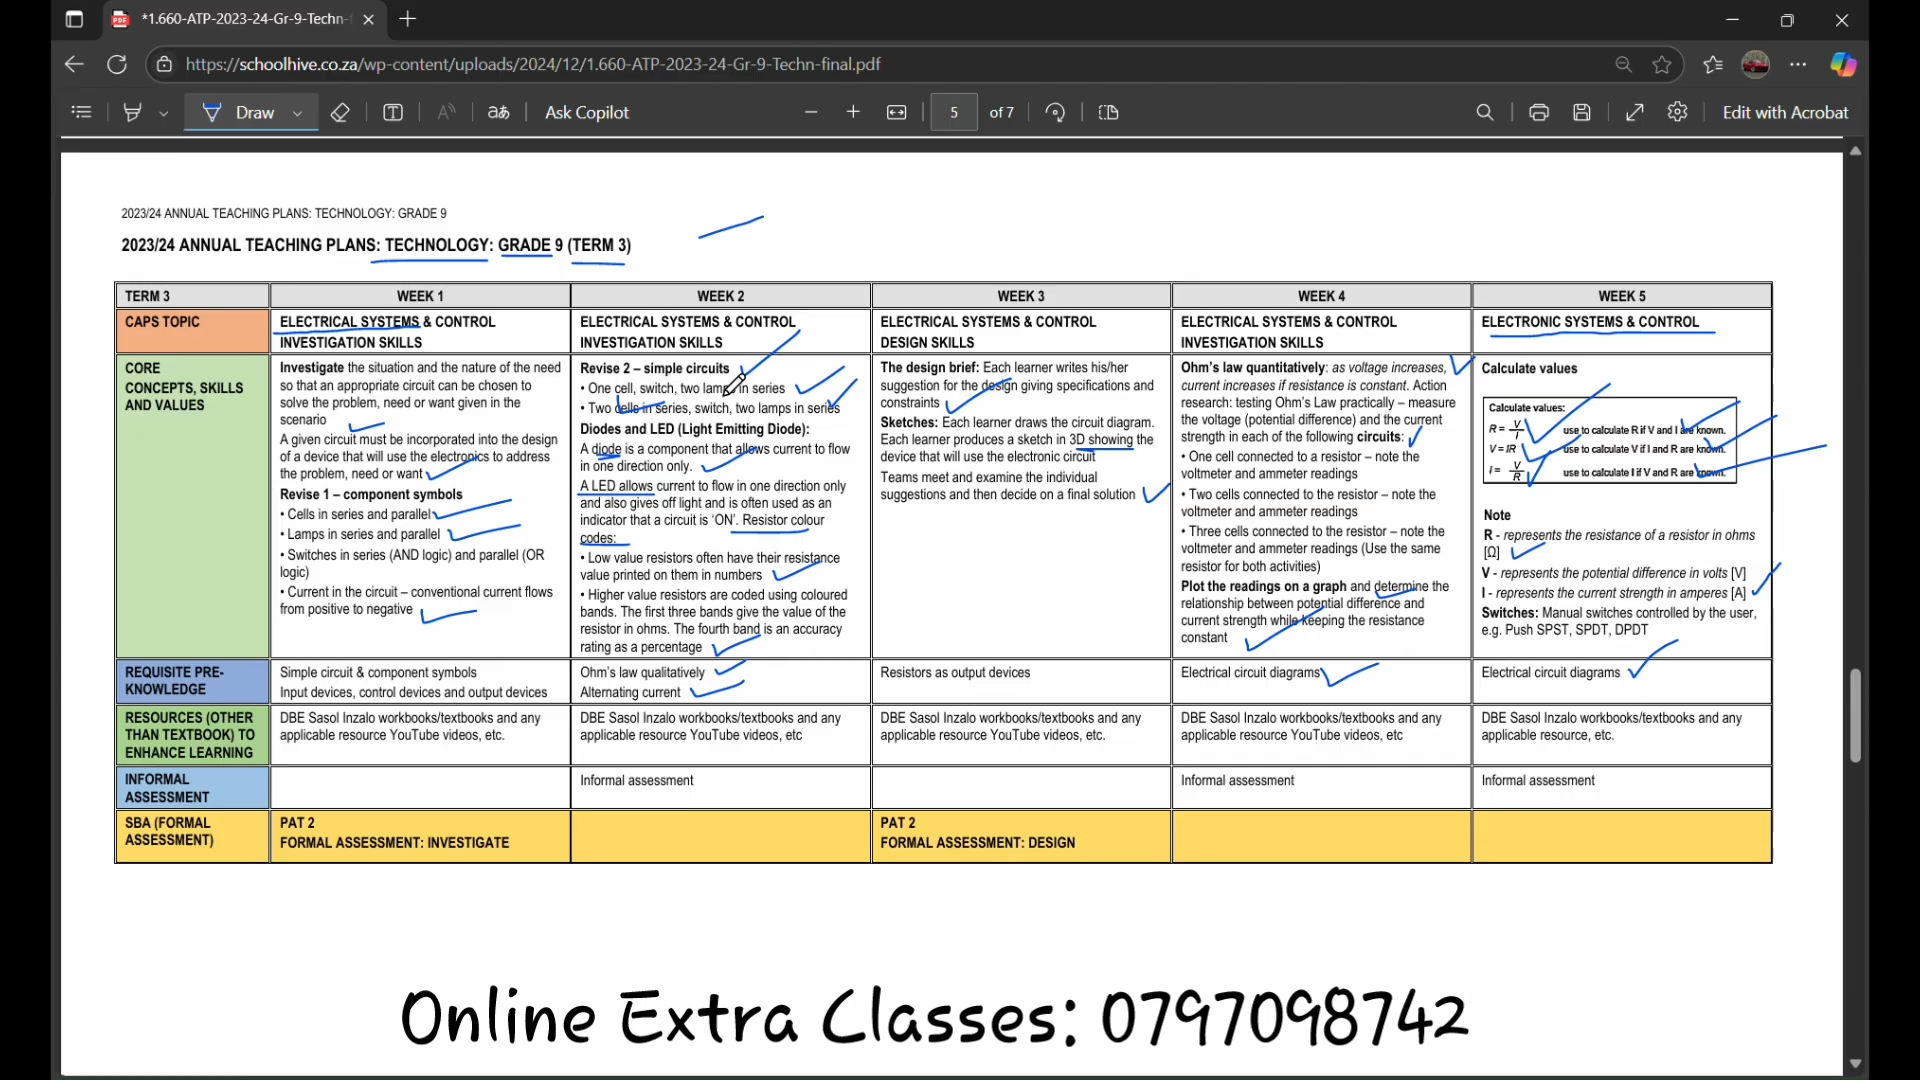 *1.660-ATP-2023-24-Gr-9-Techn-f
https://schoolhive.co.za/wp-content/uploads/2024/12/1.660-ATP-2023-24-Gr-9-Techn-final.pdf
Draw
Ask Copilot
5 of 7
Edit with Acrobat
2023/24 ANNUAL TEACHING PLANS: TECHNOLOGY: GRADE 9
2023/24 ANNUAL TEACHING PLANS: TECHNOLOGY: GRADE 9 (TERM 3)
TERM 3
WEEK 1
WEEK 2
WEEK 3
WEEK 4
WEEK 5
CAPS TOPIC
ELECTRICAL SYSTEMS & CONTROL
INVESTIGATION SKILLS
ELECTRICAL SYSTEMS & CONTROL
INVESTIGATION SKILLS
ELECTRICAL SYSTEMS & CONTROL
DESIGN SKILLS
ELECTRICAL SYSTEMS & CONTROL
INVESTIGATION SKILLS
ELECTRONIC SYSTEMS & CONTROL
CORE
CONCEPTS, SKILLS
AND VALUES
Investigate the situation and the nature of the need
so that an appropriate circuit can be chosen to
solve the problem, need or want given in the
scenario
A given circuit must be incorporated into the design
of a device that will use the electronics to address
the problem, need or want
Revise 1 – component symbols
• Cells in series and parallel
• Lamps in series and parallel
• Switches in series (AND logic) and parallel (OR
logic)
• Current in the circuit – conventional current flows
from positive to negative
Revise 2 – simple circuits
• One cell, switch, two lamps in series
• Two cells in series, switch, two lamps in series
Diodes and LED (Light Emitting Diode):
A diode is a component that allows current to flow
in one direction only.
A LED allows current to flow in one direction only
and also gives off light and is often used as an
indicator that a circuit is ‘ON’. Resistor colour
codes:
• Low value resistors often have their resistance
value printed on them in numbers
• Higher value resistors are coded using coloured
bands. The first three bands give the value of the
resistor in ohms. The fourth band is an accuracy
rating as a percentage
The design brief: Each learner writes his/her
suggestion for the design giving specifications and
constraints
Sketches: Each learner draws the circuit diagram.
Each learner produces a sketch in 3D showing the
device that will use the electronic circuit
Teams meet and examine the individual
suggestions and then decide on a final solution
Ohm’s law quantitatively: as voltage increases,
current increases if resistance is constant. Action
research: testing Ohm’s Law practically – measure
the voltage (potential difference) and the current
strength in each of the following circuits:
• One cell connected to a resistor – note the
voltmeter and ammeter readings
• Two cells connected to the resistor – note the
voltmeter and ammeter readings
• Three cells connected to the resistor – note the
voltmeter and ammeter readings (Use the same
resistor for both activities)
Plot the readings on a graph and determine the
relationship between potential difference and
current strength while keeping the resistance
constant
Calculate values
Calculate values:
R = V/I use to calculate R if V and I are known.
V = IR use to calculate V if I and R are known.
I = V/R use to calculate I if V and R are known.
Note
R - represents the resistance of a resistor in ohms
[Ω]
V - represents the potential difference in volts [V]
I - represents the current strength in amperes [A]
Switches: Manual switches controlled by the user,
e.g. Push SPST, SPDT, DPDT
REQUISITE PRE-
KNOWLEDGE
Simple circuit & component symbols
Input devices, control devices and output devices
Ohm’s law qualitatively
Alternating current
Resistors as output devices
Electrical circuit diagrams
Electrical circuit diagrams
RESOURCES (OTHER
THAN TEXTBOOK) TO
ENHANCE LEARNING
DBE Sasol Inzalo workbooks/textbooks and any
applicable resource YouTube videos, etc.
DBE Sasol Inzalo workbooks/textbooks and any
applicable resource YouTube videos, etc
DBE Sasol Inzalo workbooks/textbooks and any
applicable resource YouTube videos, etc.
DBE Sasol Inzalo workbooks/textbooks and any
applicable resource YouTube videos, etc
DBE Sasol Inzalo workbooks/textbooks and any
applicable resource, etc.
INFORMAL
ASSESSMENT
Informal assessment
Informal assessment
Informal assessment
SBA (FORMAL
ASSESSMENT)
PAT 2
FORMAL ASSESSMENT: INVESTIGATE
PAT 2
FORMAL ASSESSMENT: DESIGN
Online Extra Classes: 0797098742